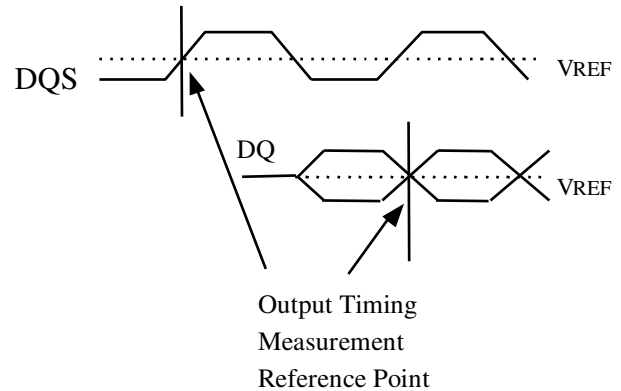 DQS
VREF
DQ
VREF
Output Timing
Measurement
Reference Point